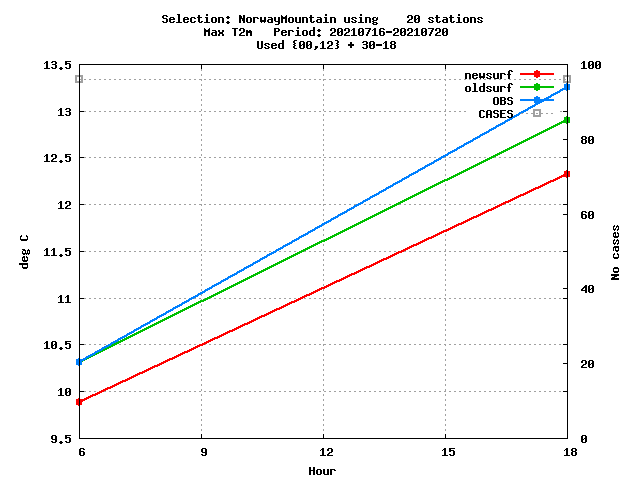 Selection: NorwayMountain using    20 stations
Max T2m   Period: 20210716-20210720
Used {00,12} + 30-18
13.5
13
12.5
12
11.5
11
10.5
10
9.5
deg C
newsurf
oldsurf
OBS
CASES
100
80
60
40
20
0
No cases
6
9
12
15
18
Hour